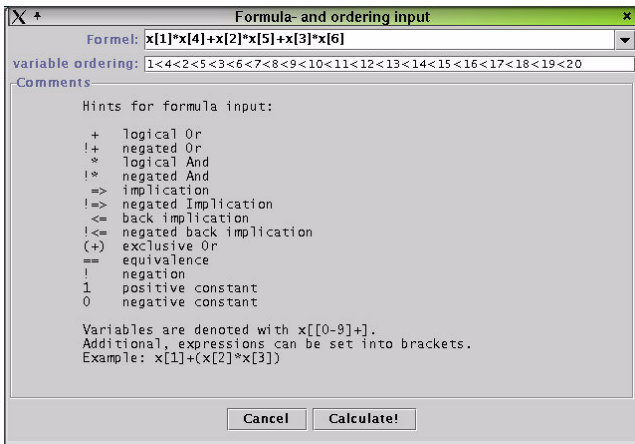 Formula- and ordering input
Formel: x[1]*x[4]+x[2]*x[5]+x[3]*x[6]
variable ordering: 1<4<2<5<3<6<7<8<9<10<11<12<13<14<15<16<17<18<19<20
Comments
Hints for formula input:
+ logical Or
!+ negated Or
* logical And
!* negated And
=> implication
!=> negated Implication
<= back implication
!<= negated back implication
(+) exclusive Or
== equivalence
! negation
1 positive constant
0 negative constant
Variables are denoted with x[[0-9]+].
Additional, expressions can be set into brackets.
Example: x[1]+(x[2]*x[3])
Cancel Calculate!